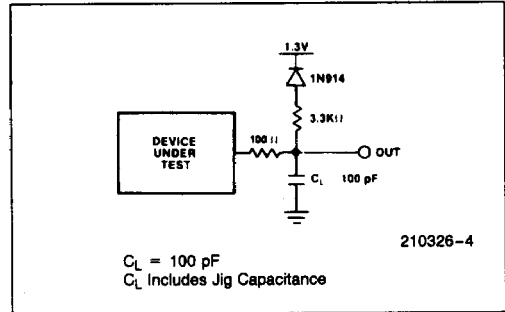 1.3V
1N914
3.3KΩ
DEVICE
UNDER
TEST
100 Ω
OUT
CL 100 pF
210326-4
CL = 100 pF
CL Includes Jig Capacitance